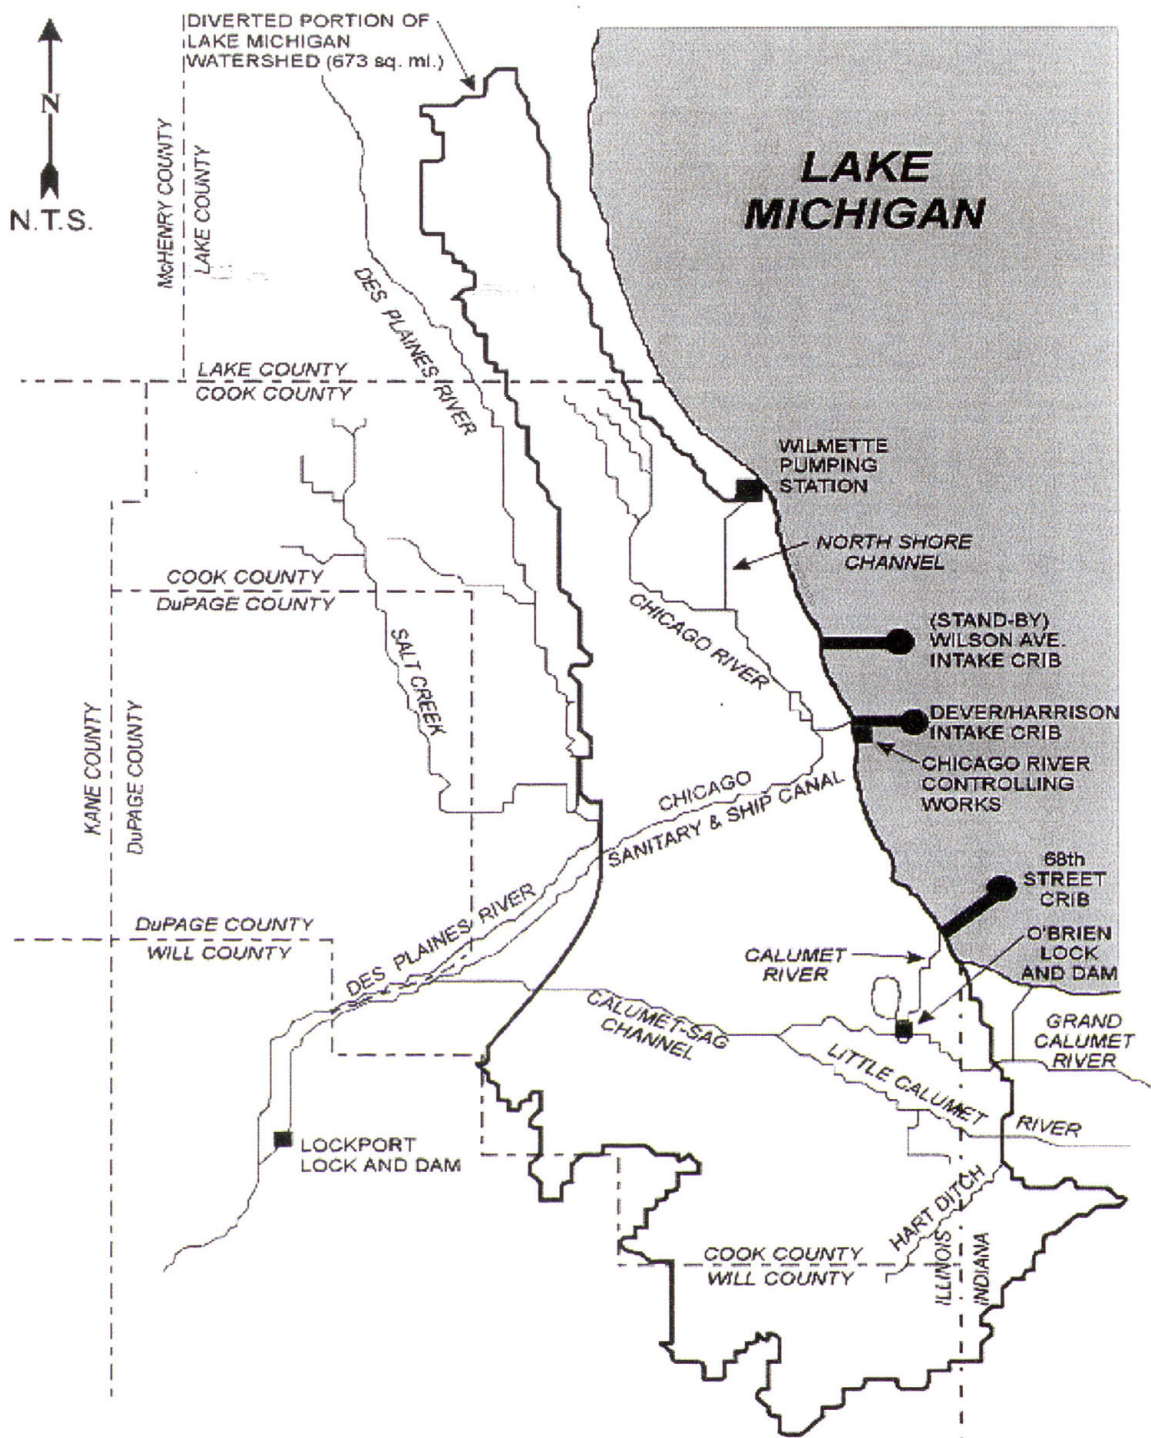 DIVERTED PORTION OF
LAKE MICHIGAN
WATERSHED (673 sq. mi.)
N
N.T.S.
McHENRY COUNTY
LAKE COUNTY
LAKE
MICHIGAN
DES PLAINES RIVER
LAKE COUNTY
COOK COUNTY
WILMETTE
PUMPING
STATION
NORTH SHORE
CHANNEL
COOK COUNTY
DuPAGE COUNTY
CHICAGO RIVER
(STAND-BY)
WILSON AVE.
INTAKE CRIB
SALT CREEK
DEVER/HARRISON
INTAKE CRIB
KANE COUNTY
DuPAGE COUNTY
CHICAGO RIVER
CONTROLLING
WORKS
CHICAGO
SANITARY & SHIP CANAL
68th
STREET
CRIB
DuPAGE COUNTY
WILL COUNTY
DES PLAINES RIVER
CALUMET
RIVER
O'BRIEN
LOCK
AND DAM
CALUMET-SAG
CHANNEL
GRAND
CALUMET
RIVER
LITTLE CALUMET RIVER
LOCKPORT
LOCK AND DAM
HART DITCH
COOK COUNTY
WILL COUNTY
ILLINOIS
INDIANA